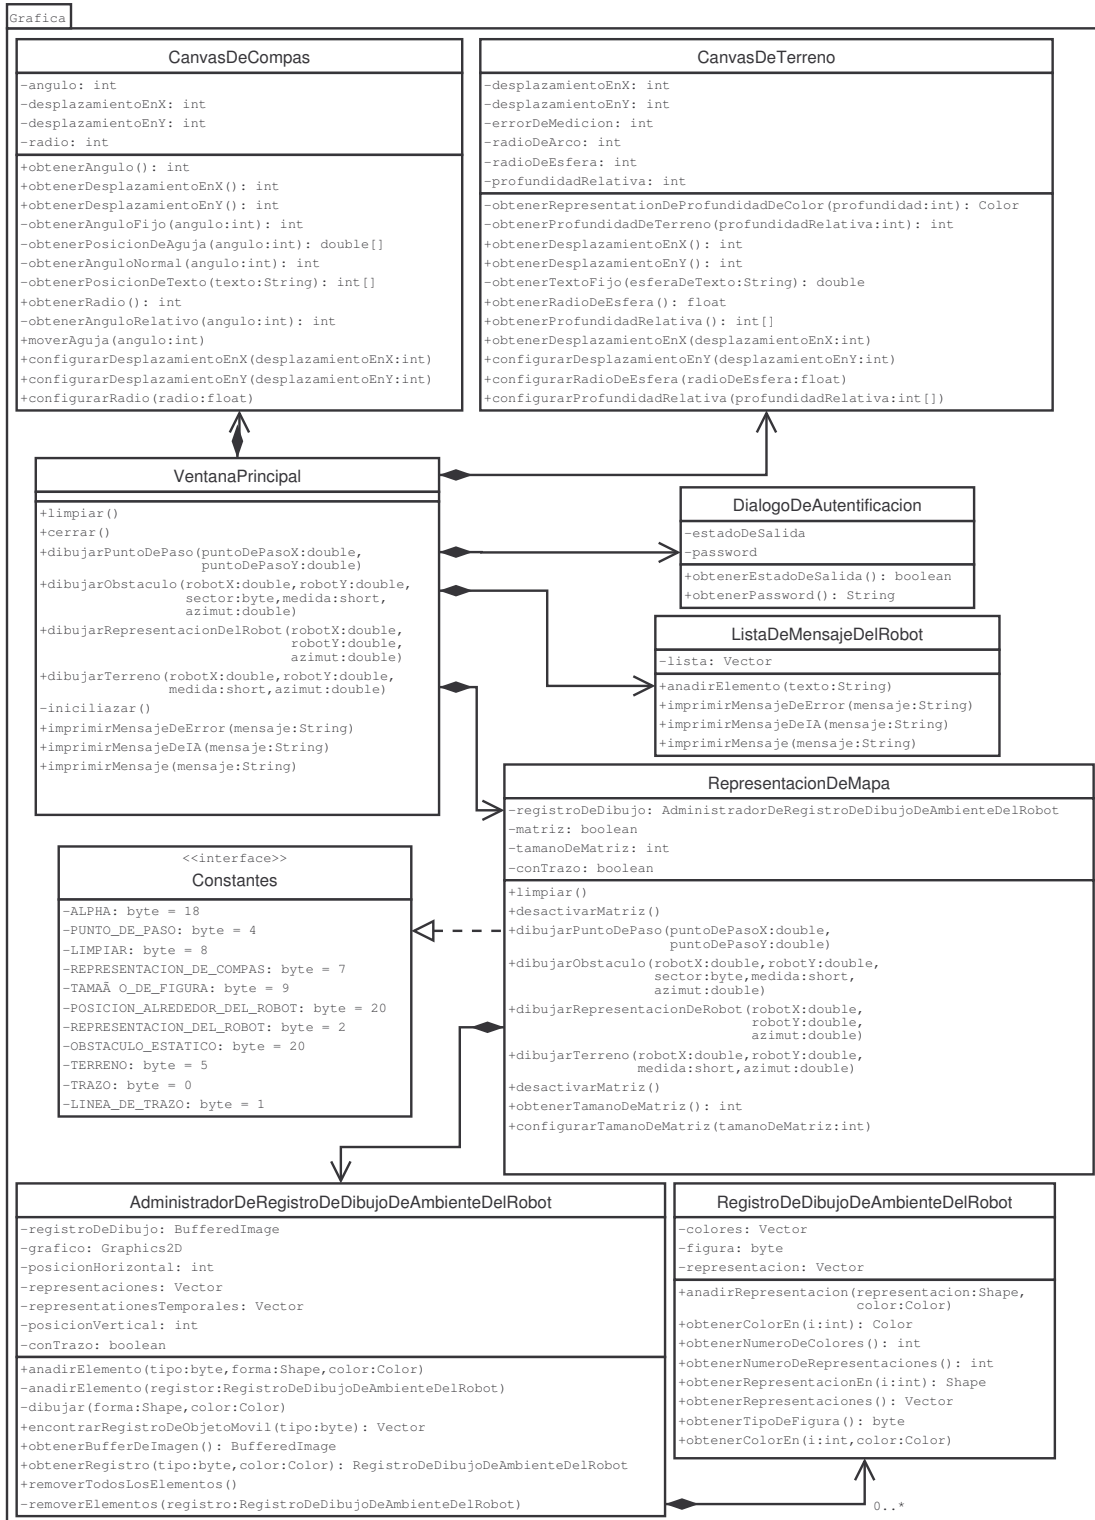 Grafica
CanvasDeCompas
-angulo: int
-desplazamientoEnX: int
-desplazamientoEnY: int
-radio: int
+obtenerAngulo(): int
+obtenerDesplazamientoEnX(): int
+obtenerDesplazamientoEnY(): int
-obtenerAnguloFijo(angulo:int): int
-obtenerPosicionDeAguja(angulo:int): double[]
-obtenerAnguloNormal(angulo:int): int
-obtenerPosicionDeTexto(texto:String): int[]
+obtenerRadio(): int
-obtenerAnguloRelativo(angulo:int): int
+moverAguja(angulo:int)
+configurarDesplazamientoEnX(desplazamientoEnX:int)
+configurarDesplazamientoEnY(desplazamientoEnY:int)
+configurarRadio(radio:float)
CanvasDeTerreno
-desplazamientoEnX: int
-desplazamientoEnY: int
-errorDeMedicion: int
-radioDeArco: int
-radioDeEsfera: int
-profundidadRelativa: int
-obtenerRepresentationDeProfundidadDeColor(profundidad:int): Color
-obtenerProfundidadDeTerreno(profundidadRelativa:int): int
+obtenerDesplazamientoEnX(): int
+obtenerDesplazamientoEnY(): int
-obtenerTextoFijo(esferaDeTexto:String): double
+obtenerRadioDeEsfera(): float
+obtenerProfundidadRelativa(): int[]
+obtenerDesplazamientoEnX(desplazamientoEnX:int)
+configurarDesplazamientoEnY(desplazamientoEnY:int)
+configurarRadioDeEsfera(radioDeEsfera:float)
+configurarProfundidadRelativa(profundidadRelativa:int[])
VentanaPrincipal
+limpiar()
+cerrar()
+dibujarPuntoDePaso(puntoDePasoX:double,
puntoDePasoY:double)
+dibujarObstaculo(robotX:double,robotY:double,
sector:byte,medida:short,
azimut:double)
+dibujarRepresentacionDelRobot(robotX:double,
robotY:double,
azimut:double)
+dibujarTerreno(robotX:double,robotY:double,
medida:short,azimut:double)
-iniciliazar()
+imprimirMensajeDeError(mensaje:String)
+imprimirMensajeDeIA(mensaje:String)
+imprimirMensaje(mensaje:String)
DialogoDeAutentificacion
-estadoDeSalida
-password
+obtenerEstadoDeSalida(): boolean
+obtenerPassword(): String
ListaDeMensajeDelRobot
-lista: Vector
+anadirElemento(texto:String)
+imprimirMensajeDeError(mensaje:String)
+imprimirMensajeDeIA(mensaje:String)
+imprimirMensaje(mensaje:String)
RepresentacionDeMapa
-registroDeDibujo: AdministradorDeRegistroDeDibujoDeAmbienteDelRobot
-matriz: boolean
-tamanoDeMatriz: int
-conTrazo: boolean
+limpiar()
+desactivarMatriz()
+dibujarPuntoDePaso(puntoDePasoX:double,
puntoDePasoY:double)
+dibujarObstaculo(robotX:double,robotY:double,
sector:byte,medida:short,
azimut:double)
+dibujarRepresentacionDeRobot(robotX:double,
robotY:double,
azimut:double)
+dibujarTerreno(robotX:double,robotY:double,
medida:short,azimut:double)
+desactivarMatriz()
+obtenerTamanoDeMatriz(): int
+configurarTamanoDeMatriz(tamanoDeMatriz:int)
<<interface>>
Constantes
-ALPHA: byte = 18
-PUNTO_DE_PASO: byte = 4
-LIMPIAR: byte = 8
-REPRESENTACION_DE_COMPAS: byte = 7
-TAMAÃ O_DE_FIGURA: byte = 9
-POSICION_ALREDEDOR_DEL_ROBOT: byte = 20
-REPRESENTACION_DEL_ROBOT: byte = 2
-OBSTACULO_ESTATICO: byte = 20
-TERRENO: byte = 5
-TRAZO: byte = 0
-LINEA_DE_TRAZO: byte = 1
AdministradorDeRegistroDeDibujoDeAmbienteDelRobot
-registroDeDibujo: BufferedImage
-grafico: Graphics2D
-posicionHorizontal: int
-representaciones: Vector
-representationesTemporales: Vector
-posicionVertical: int
-conTrazo: boolean
+anadirElemento(tipo:byte,forma:Shape,color:Color)
-anadirElemento(registor:RegistroDeDibujoDeAmbienteDelRobot)
-dibujar(forma:Shape,color:Color)
+encontrarRegistroDeObjetoMovil(tipo:byte): Vector
+obtenerBufferDeImagen(): BufferedImage
+obtenerRegistro(tipo:byte,color:Color): RegistroDeDibujoDeAmbienteDelRobot
+removerTodosLosElementos()
-removerElementos(registro:RegistroDeDibujoDeAmbienteDelRobot)
RegistroDeDibujoDeAmbienteDelRobot
-colores: Vector
-figura: byte
-representacion: Vector
+anadirRepresentacion(representacion:Shape,
color:Color)
+obtenerColorEn(i:int): Color
+obtenerNumeroDeColores(): int
+obtenerNumeroDeRepresentaciones(): int
+obtenerRepresentacionEn(i:int): Shape
+obtenerRepresentaciones(): Vector
+obtenerTipoDeFigura(): byte
+obtenerColorEn(i:int,color:Color)
0..*